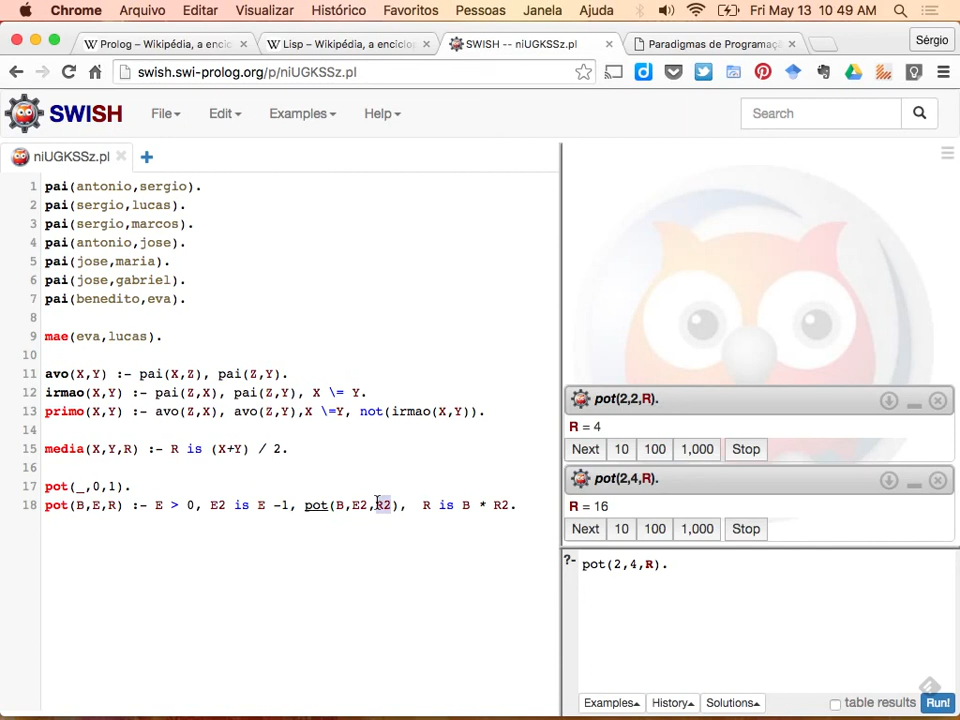 Chrome Arquivo Editar Visualizar Histórico Favoritos Pessoas Janela Ajuda Fri May 13 10:49 AM
Prolog – Wikipédia, a encic
Lisp – Wikipédia, a enciclo
SWISH -- niUGKSSz.pl
Paradigmas de Programaç
Sérgio
swish.swi-prolog.org/p/niUGKSSz.pl
SWISH File Edit Examples Help Search
niUGKSSz.pl
1 pai(antonio,sergio).
2 pai(sergio,lucas).
3 pai(sergio,marcos).
4 pai(antonio,jose).
5 pai(jose,maria).
6 pai(jose,gabriel).
7 pai(benedito,eva).
8
9 mae(eva,lucas).
10
11 avo(X,Y) :- pai(X,Z), pai(Z,Y).
12 irmao(X,Y) :- pai(Z,X), pai(Z,Y), X \= Y.
13 primo(X,Y) :- avo(Z,X), avo(Z,Y),X \=Y, not(irmao(X,Y)).
14
15 media(X,Y,R) :- R is (X+Y) / 2.
16
17 pot(_,0,1).
18 pot(B,E,R) :- E > 0, E2 is E -1, pot(B,E2,R2), R is B * R2.
pot(2,2,R).
R = 4
Next 10 100 1,000 Stop
pot(2,4,R).
R = 16
Next 10 100 1,000 Stop
?- pot(2,4,R).
Examples History Solutions table results Run!